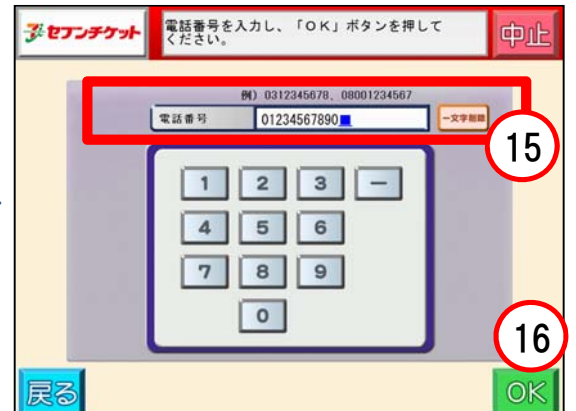 セブンチケット
電話番号を入力し、「OK」ボタンを押して
ください。
中止
例）0312345678、08001234567
電話番号
01234567890
一文字削除
15
1 2 3 −
4 5 6
7 8 9
0
16
戻る
OK